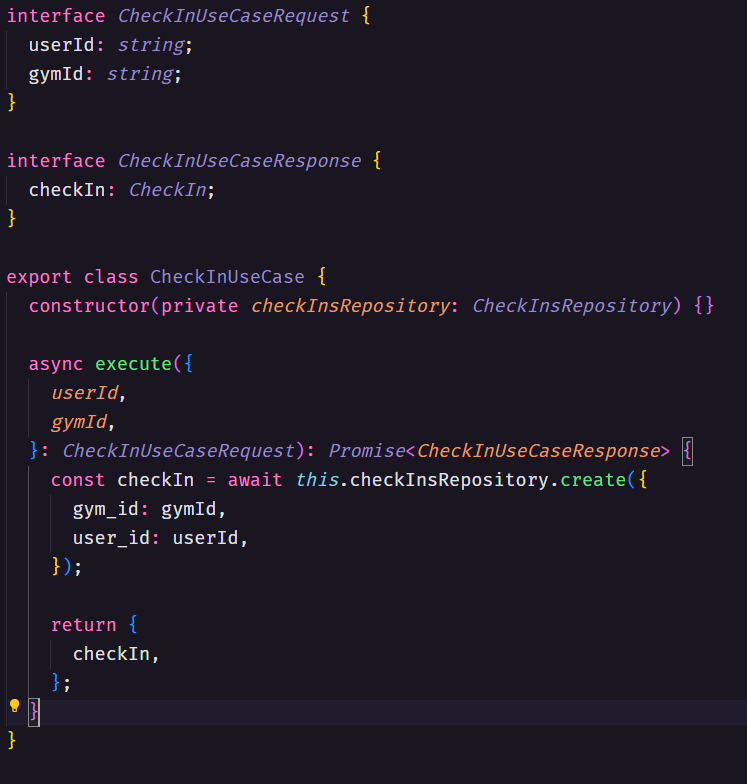 interface CheckInUseCaseRequest {
  userId: string;
  gymId: string;
}

interface CheckInUseCaseResponse {
  checkIn: CheckIn;
}

export class CheckInUseCase {
  constructor(private checkInsRepository: CheckInsRepository) {}

  async execute({
    userId,
    gymId,
  }: CheckInUseCaseRequest): Promise<CheckInUseCaseResponse> {
    const checkIn = await this.checkInsRepository.create({
      gym_id: gymId,
      user_id: userId,
    });

    return {
      checkIn,
    };
  }
}